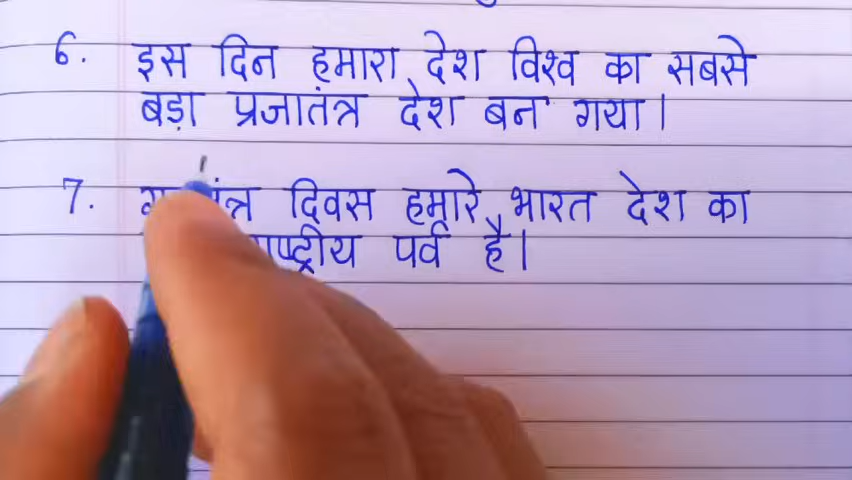 6. इस दिन हमारा देश विश्व का सबसे
बड़ा प्रजातंत्र देश बन गया।
7. दिवस हमारे भारत देश का
पर्व है।